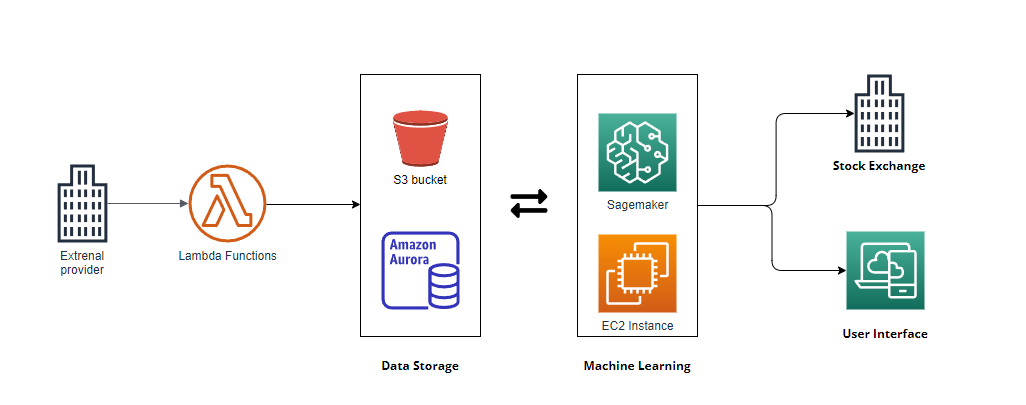 Extrenal
provider
Lambda Functions
S3 bucket
Amazon
Aurora
Data Storage
Sagemaker
EC2 Instance
Machine Learning
Stock Exchange
User Interface